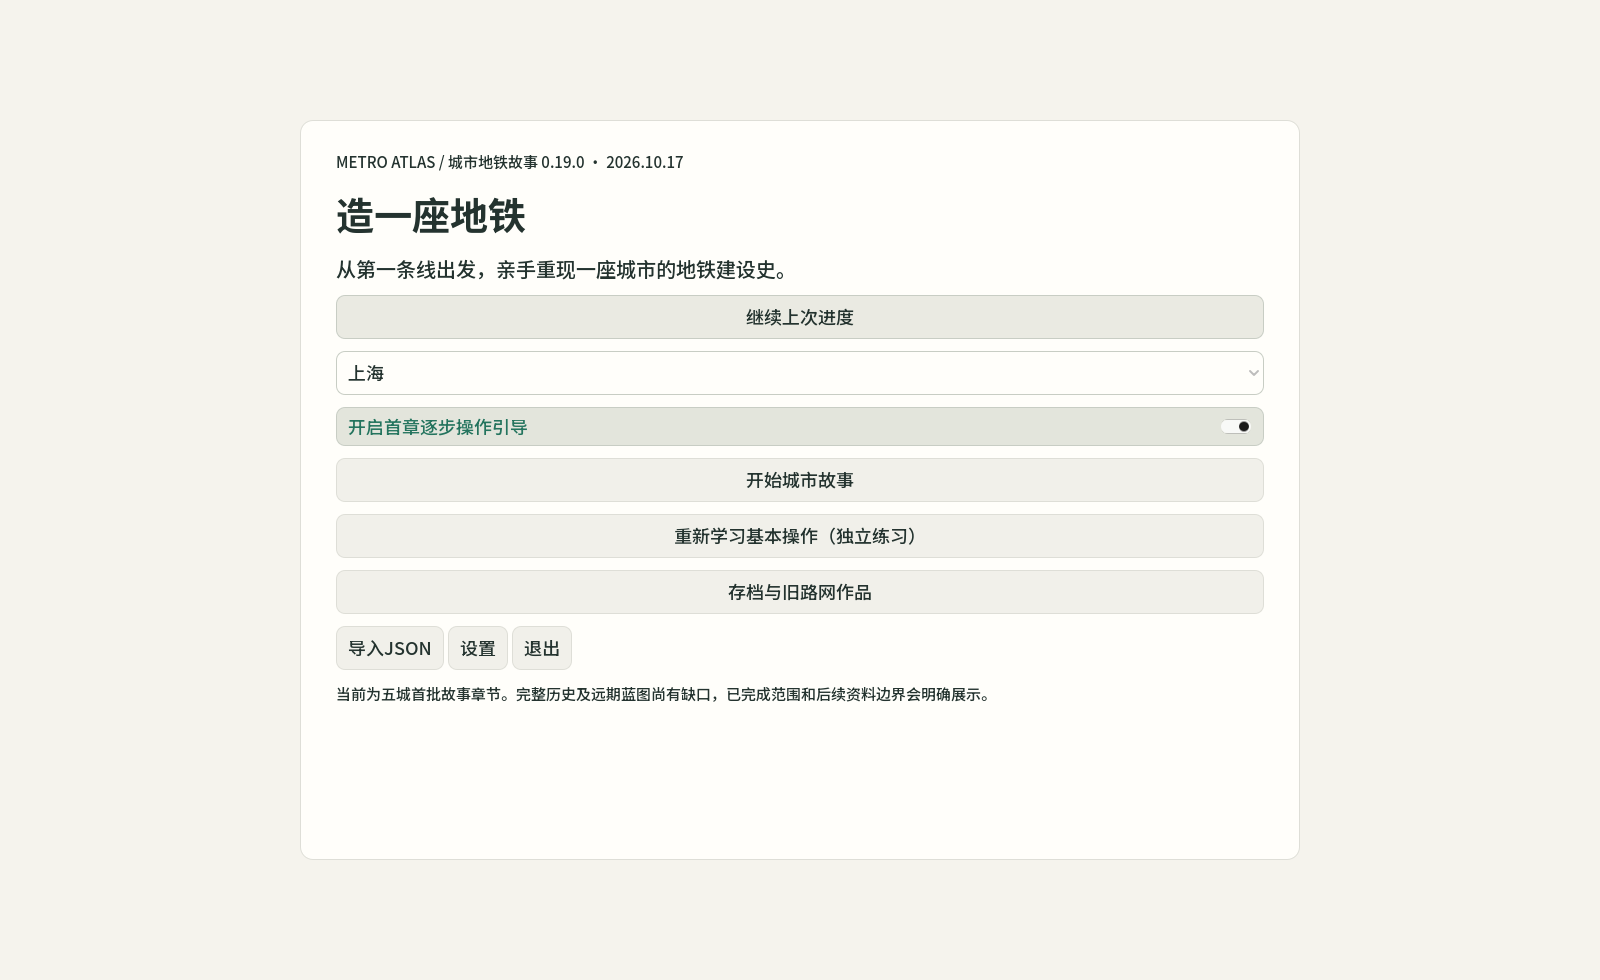 METRO ATLAS / 城市地铁故事 0.19.0 · 2026.10.17
造一座地铁
从第一条线出发，亲手重现一座城市的地铁建设史。
继续上次进度
上海
开启首章逐步操作引导
开始城市故事
重新学习基本操作（独立练习）
存档与旧路网作品
导入JSON 设置 退出
当前为五城首批故事章节。完整历史及远期蓝图尚有缺口，已完成范围和后续资料边界会明确展示。